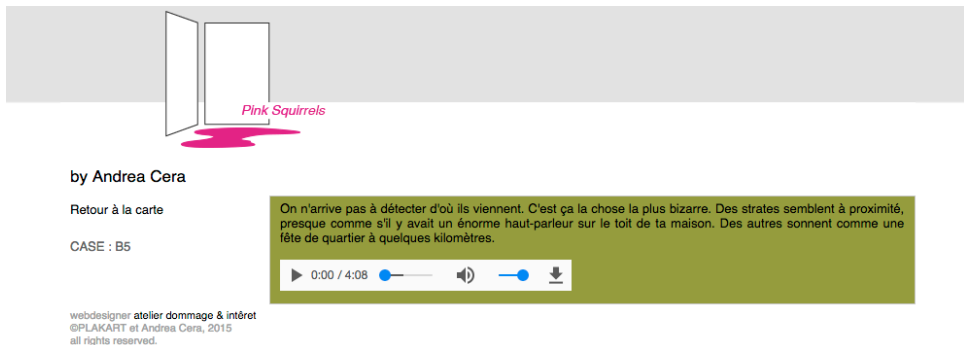 Pink Squirrels
by Andrea Cera
Retour à la carte
CASE : B5
On n'arrive pas à détecter d'où ils viennent. C'est ça la chose la plus bizarre. Des strates semblent à proximité,
presque comme s'il y avait un énorme haut-parleur sur le toit de ta maison. Des autres sonnent comme une
fête de quartier à quelques kilomètres.
0:00 / 4:08
webdesigner atelier dommage & intêret
©PLAKART et Andrea Cera, 2015
all rights reserved.